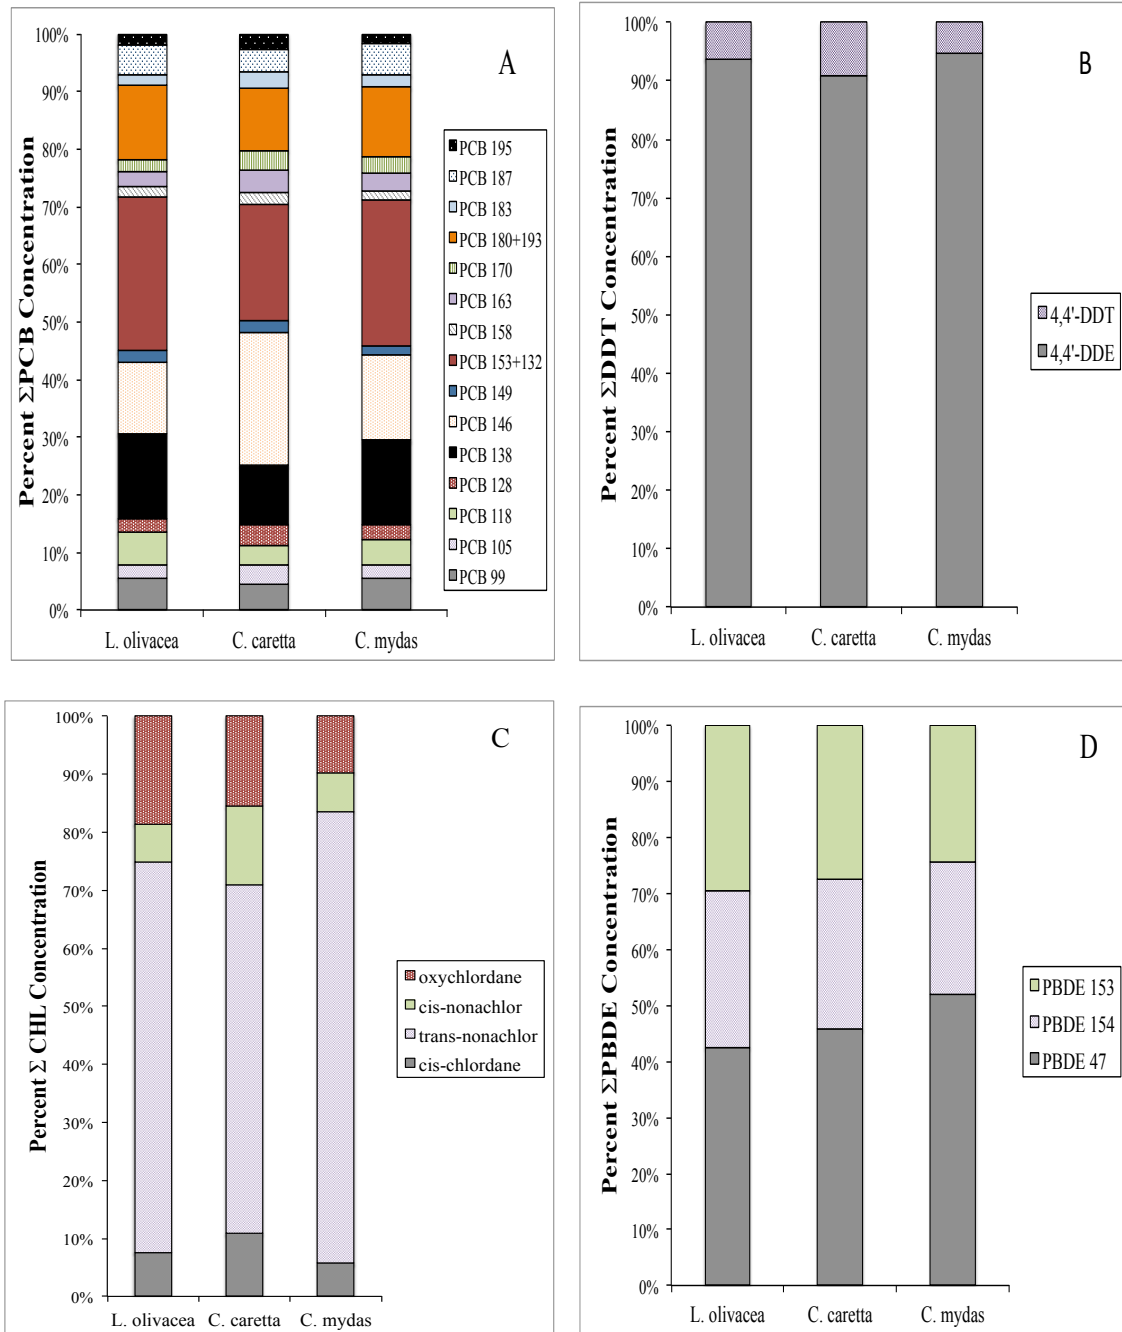 A
Percent ΣPCB Concentration
100%
90%
80%
70%
60%
50%
40%
30%
20%
10%
0%
L. olivacea C. caretta C. mydas
PCB 195
PCB 187
PCB 183
PCB 180+193
PCB 170
PCB 163
PCB 158
PCB 153+132
PCB 149
PCB 146
PCB 138
PCB 128
PCB 118
PCB 105
PCB 99
B
Percent ΣDDT Concentration
100%
90%
80%
70%
60%
50%
40%
30%
20%
10%
0%
L. olivacea C. caretta C. mydas
4,4'-DDT
4,4'-DDE
C
Percent Σ CHL Concentration
100%
90%
80%
70%
60%
50%
40%
30%
20%
10%
0%
L. olivacea C. caretta C. mydas
oxychlordane
cis-nonachlor
trans-nonachlor
cis-chlordane
D
Percent ΣPBDE Concentration
100%
90%
80%
70%
60%
50%
40%
30%
20%
10%
0%
L. olivacea C. caretta C. mydas
PBDE 153
PBDE 154
PBDE 47